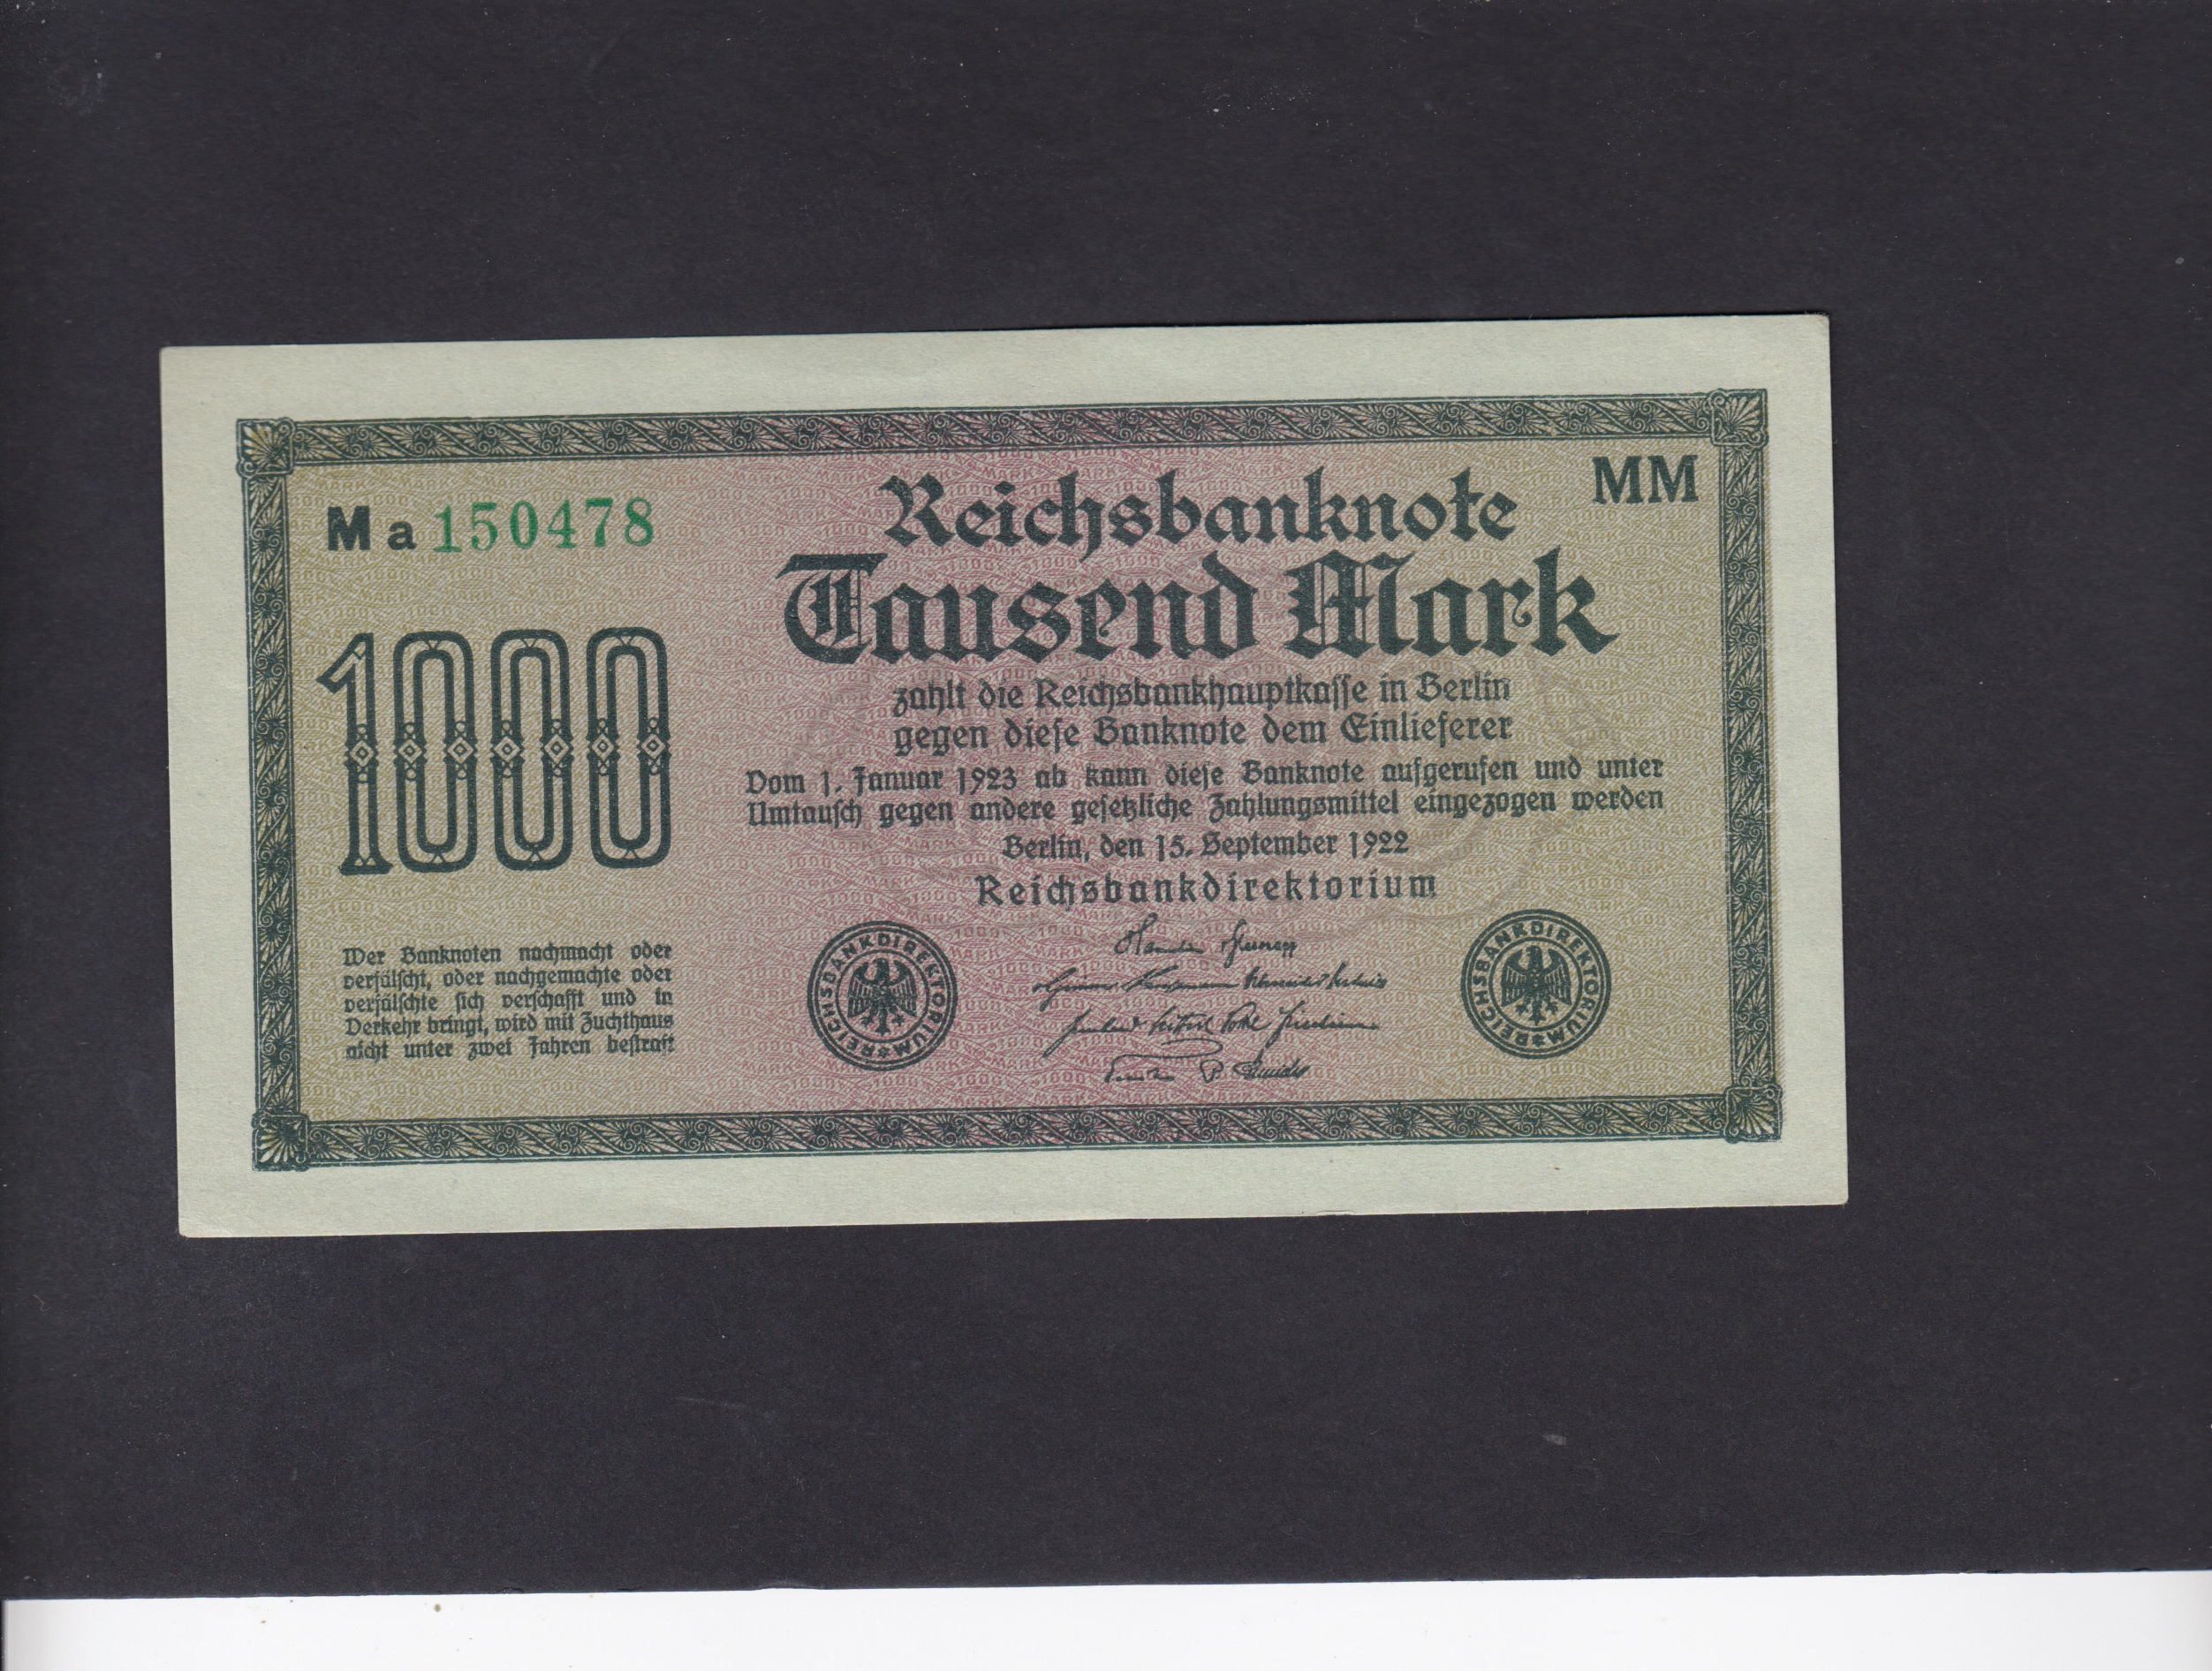 Ma 150478
MM
Reichsbanknote
Tausend Mark
1000
zahlt die Reichsbankhauptkasse in Berlin
gegen diese Banknote dem Einlieferer
Vom 1. Januar 1923 ab kann diese Banknote aufgerufen und unter
Umtausch gegen andere gesetzliche Zahlungsmittel eingezogen werden
Berlin, den 15. September 1922
Reichsbankdirektorium
Wer Banknoten nachmacht oder
verfälscht, oder nachgemachte oder
verfälschte sich verschafft und in
Verkehr bringt, wird mit Zuchthaus
nicht unter zwei Jahren bestraft
REICHSBANKDIREKTORIUM
REICHSBANKDIREKTORIUM